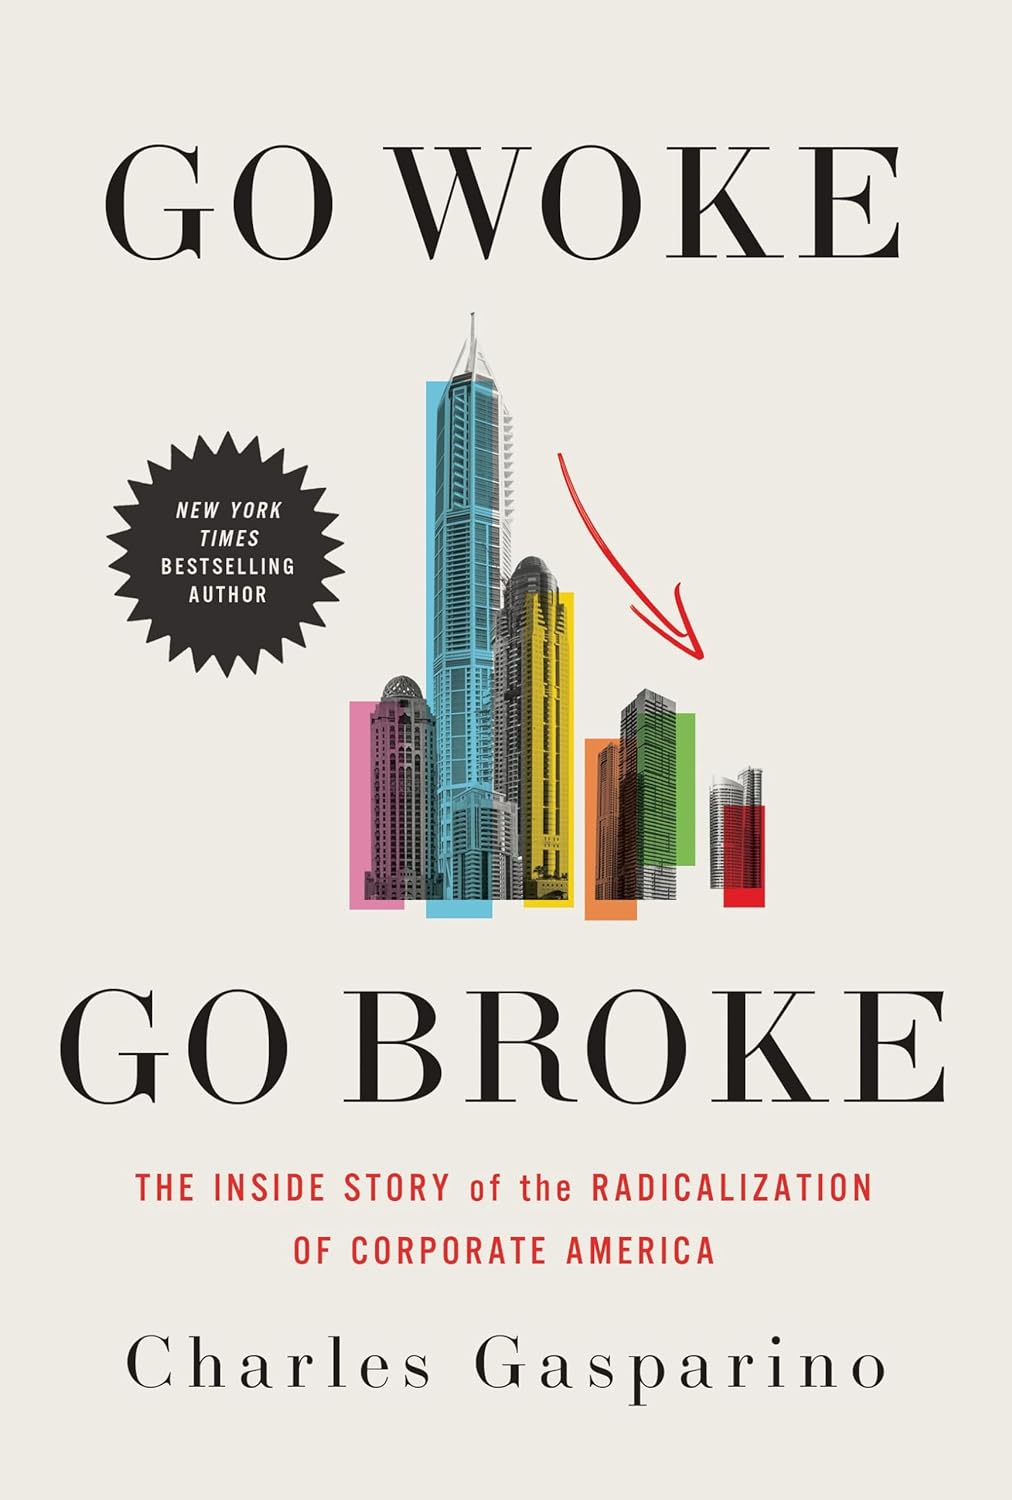 GO WOKE
NEW YORK
TIMES
BESTSELLING
AUTHOR
GO BROKE
THE INSIDE STORY of the RADICALIZATION
OF CORPORATE AMERICA
Charles Gasparino